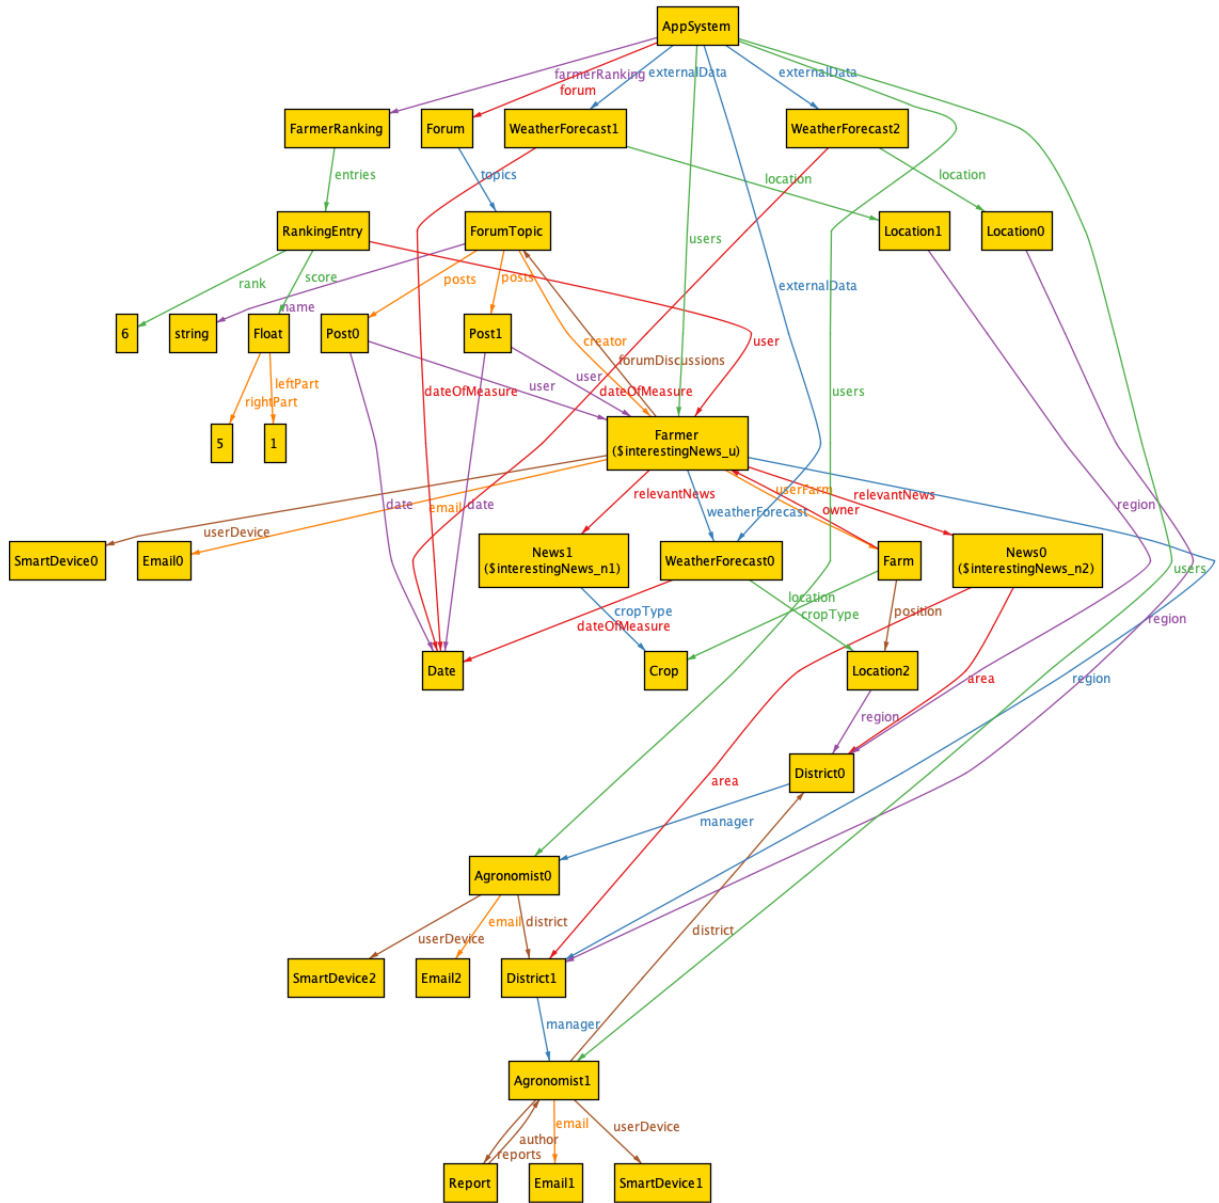 AppSystem
farmerRanking
externalData
externalData
forum
FarmerRanking
Forum
WeatherForecast1
WeatherForecast2
entries
topics
location
location
RankingEntry
ForumTopic
Location1
Location0
users
rank
score
posts
posts
externalData
name
6
string
Float
Post0
Post1
creator
user
forumDiscussions
leftPart
user
dateOfMeasure
dateOfMeasure
users
rightPart
user
5
1
Farmer
($interestingNews_u)
userDevice
email
date
date
relevantNews
weatherForecast
userFarm
owner
relevantNews
region
SmartDevice0
Email0
News1
($interestingNews_n1)
WeatherForecast0
Farm
News0
($interestingNews_n2)
users
cropType
location
cropType
position
region
dateOfMeasure
Date
Crop
Location2
area
region
region
area
District0
manager
Agronomist0
email
district
district
userDevice
SmartDevice2
Email2
District1
manager
Agronomist1
author
email
userDevice
reports
Report
Email1
SmartDevice1